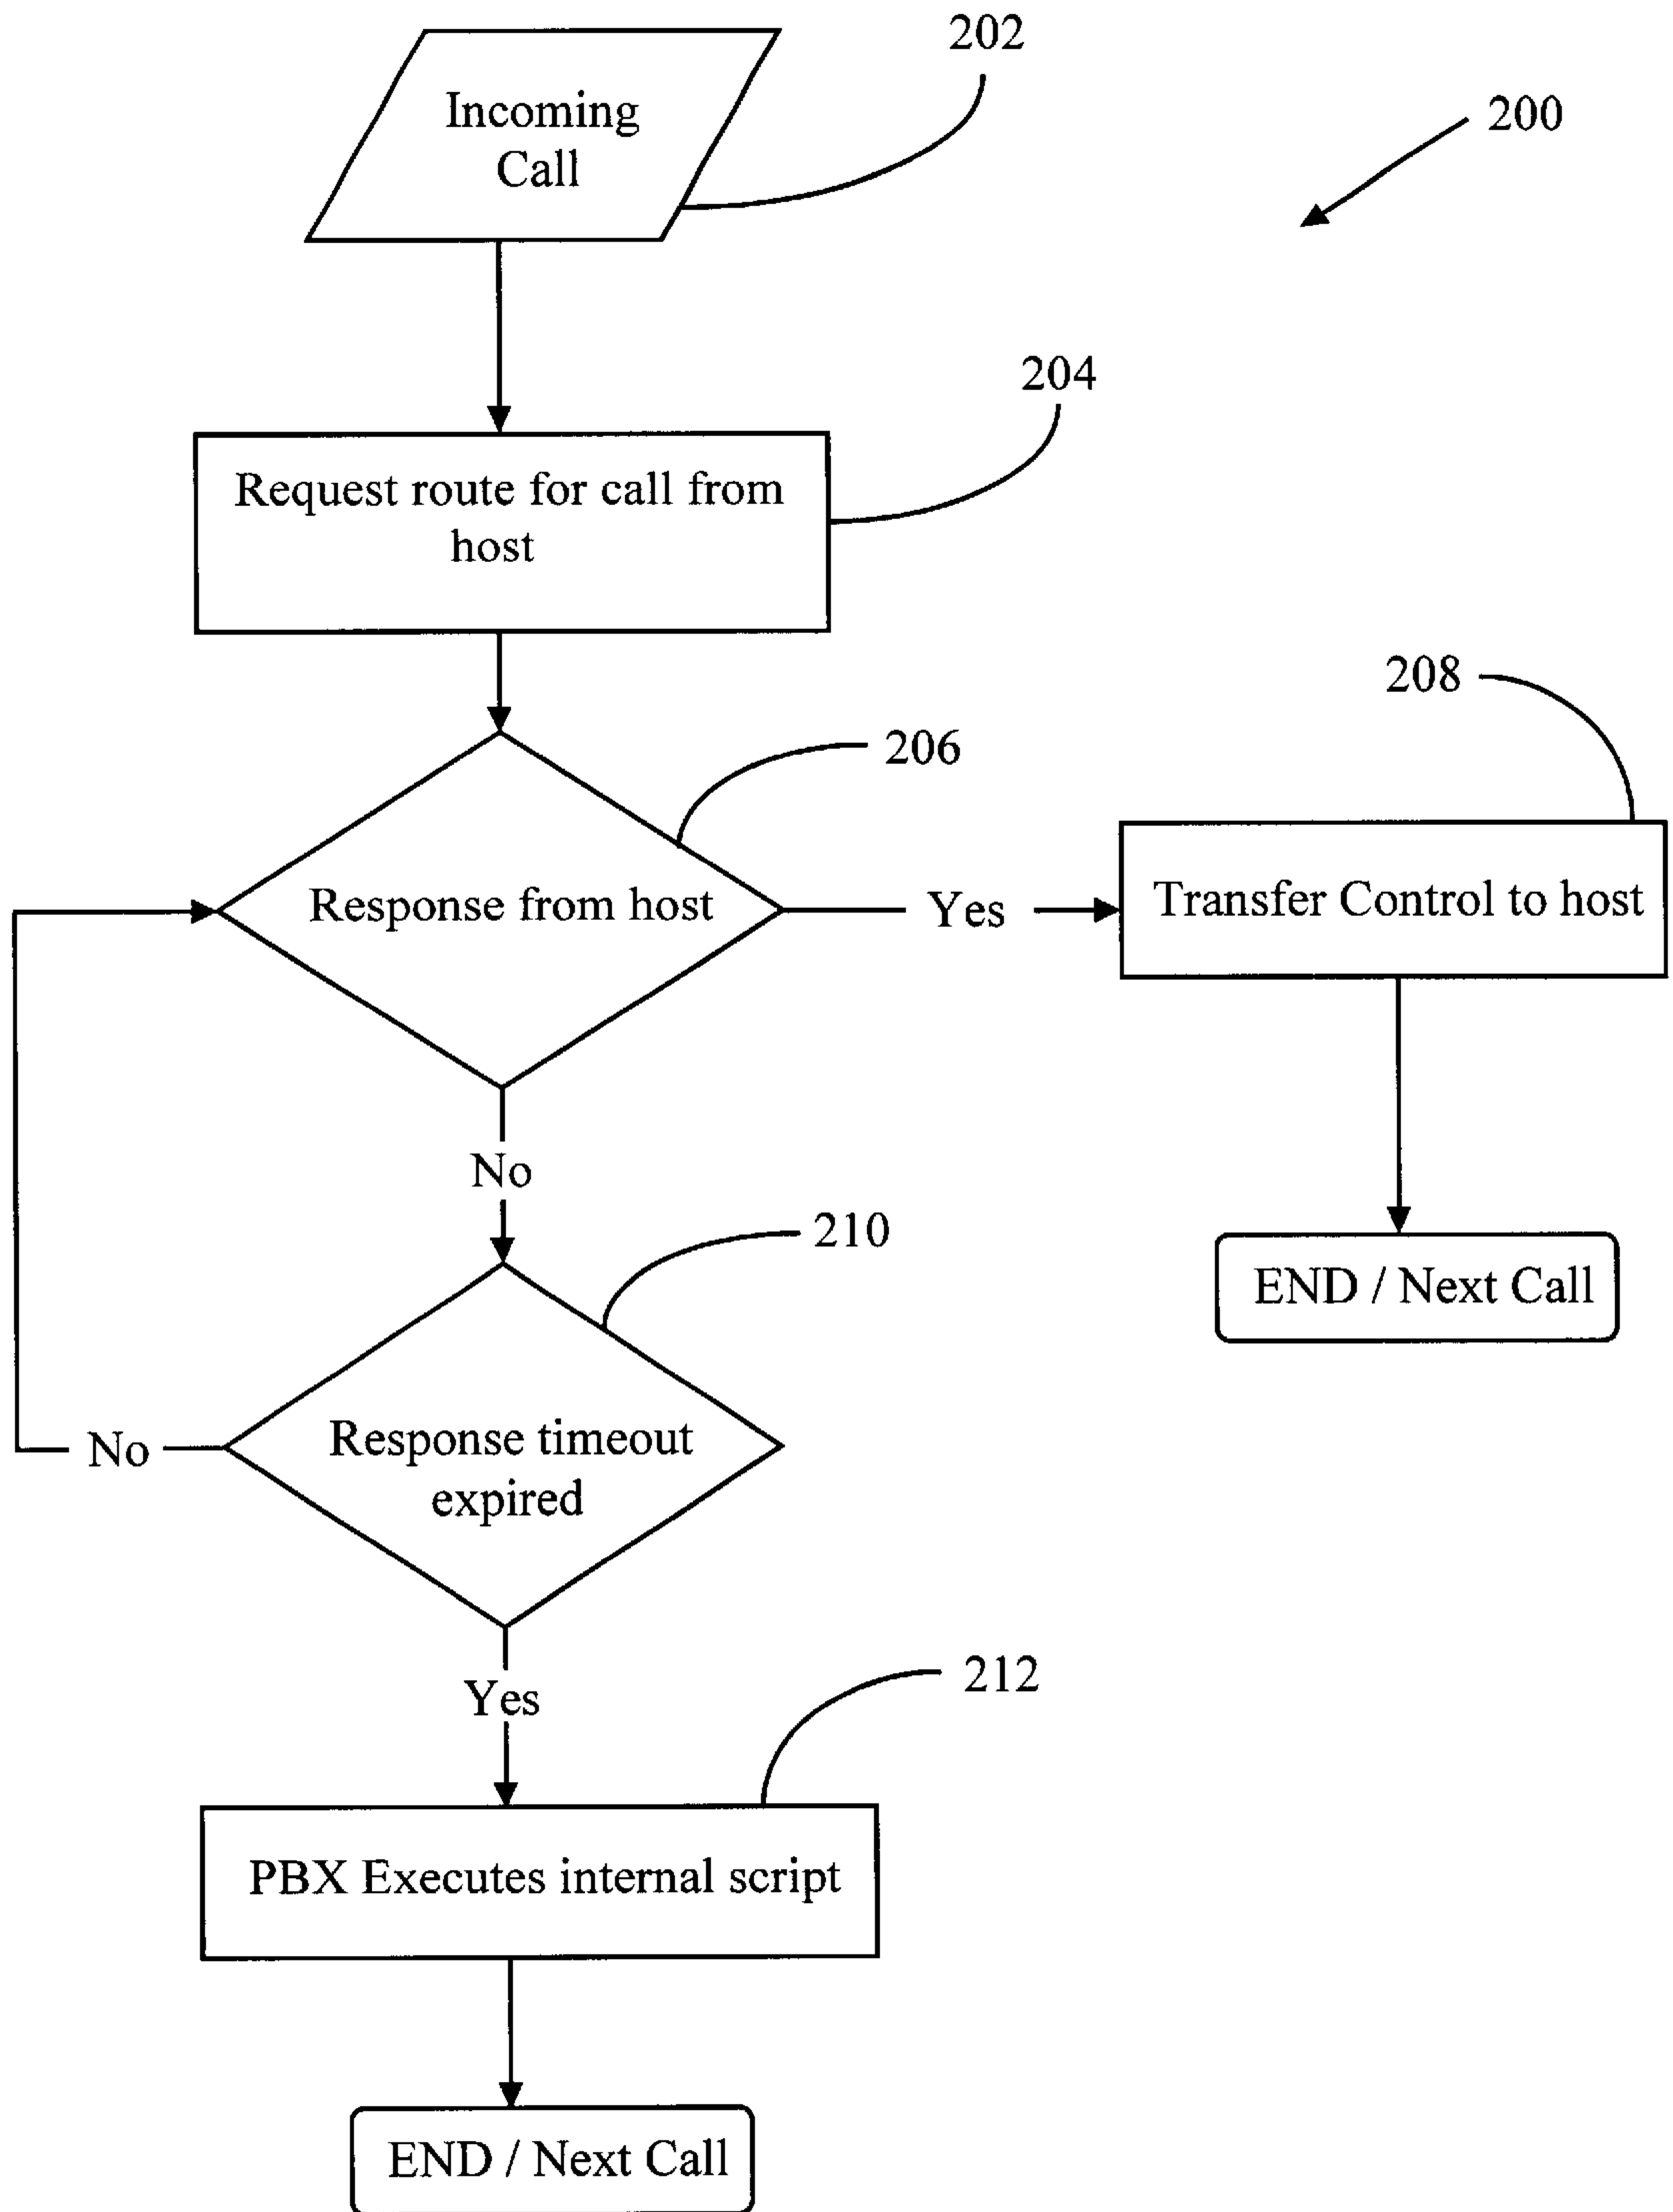 202
Incoming
Call
200
204
Request route for call from
host
208
206
Response from host
Yes
Transfer Control to host
No
210
END / Next Call
No
Response timeout
expired
Yes
212
PBX Executes internal script
END / Next Call